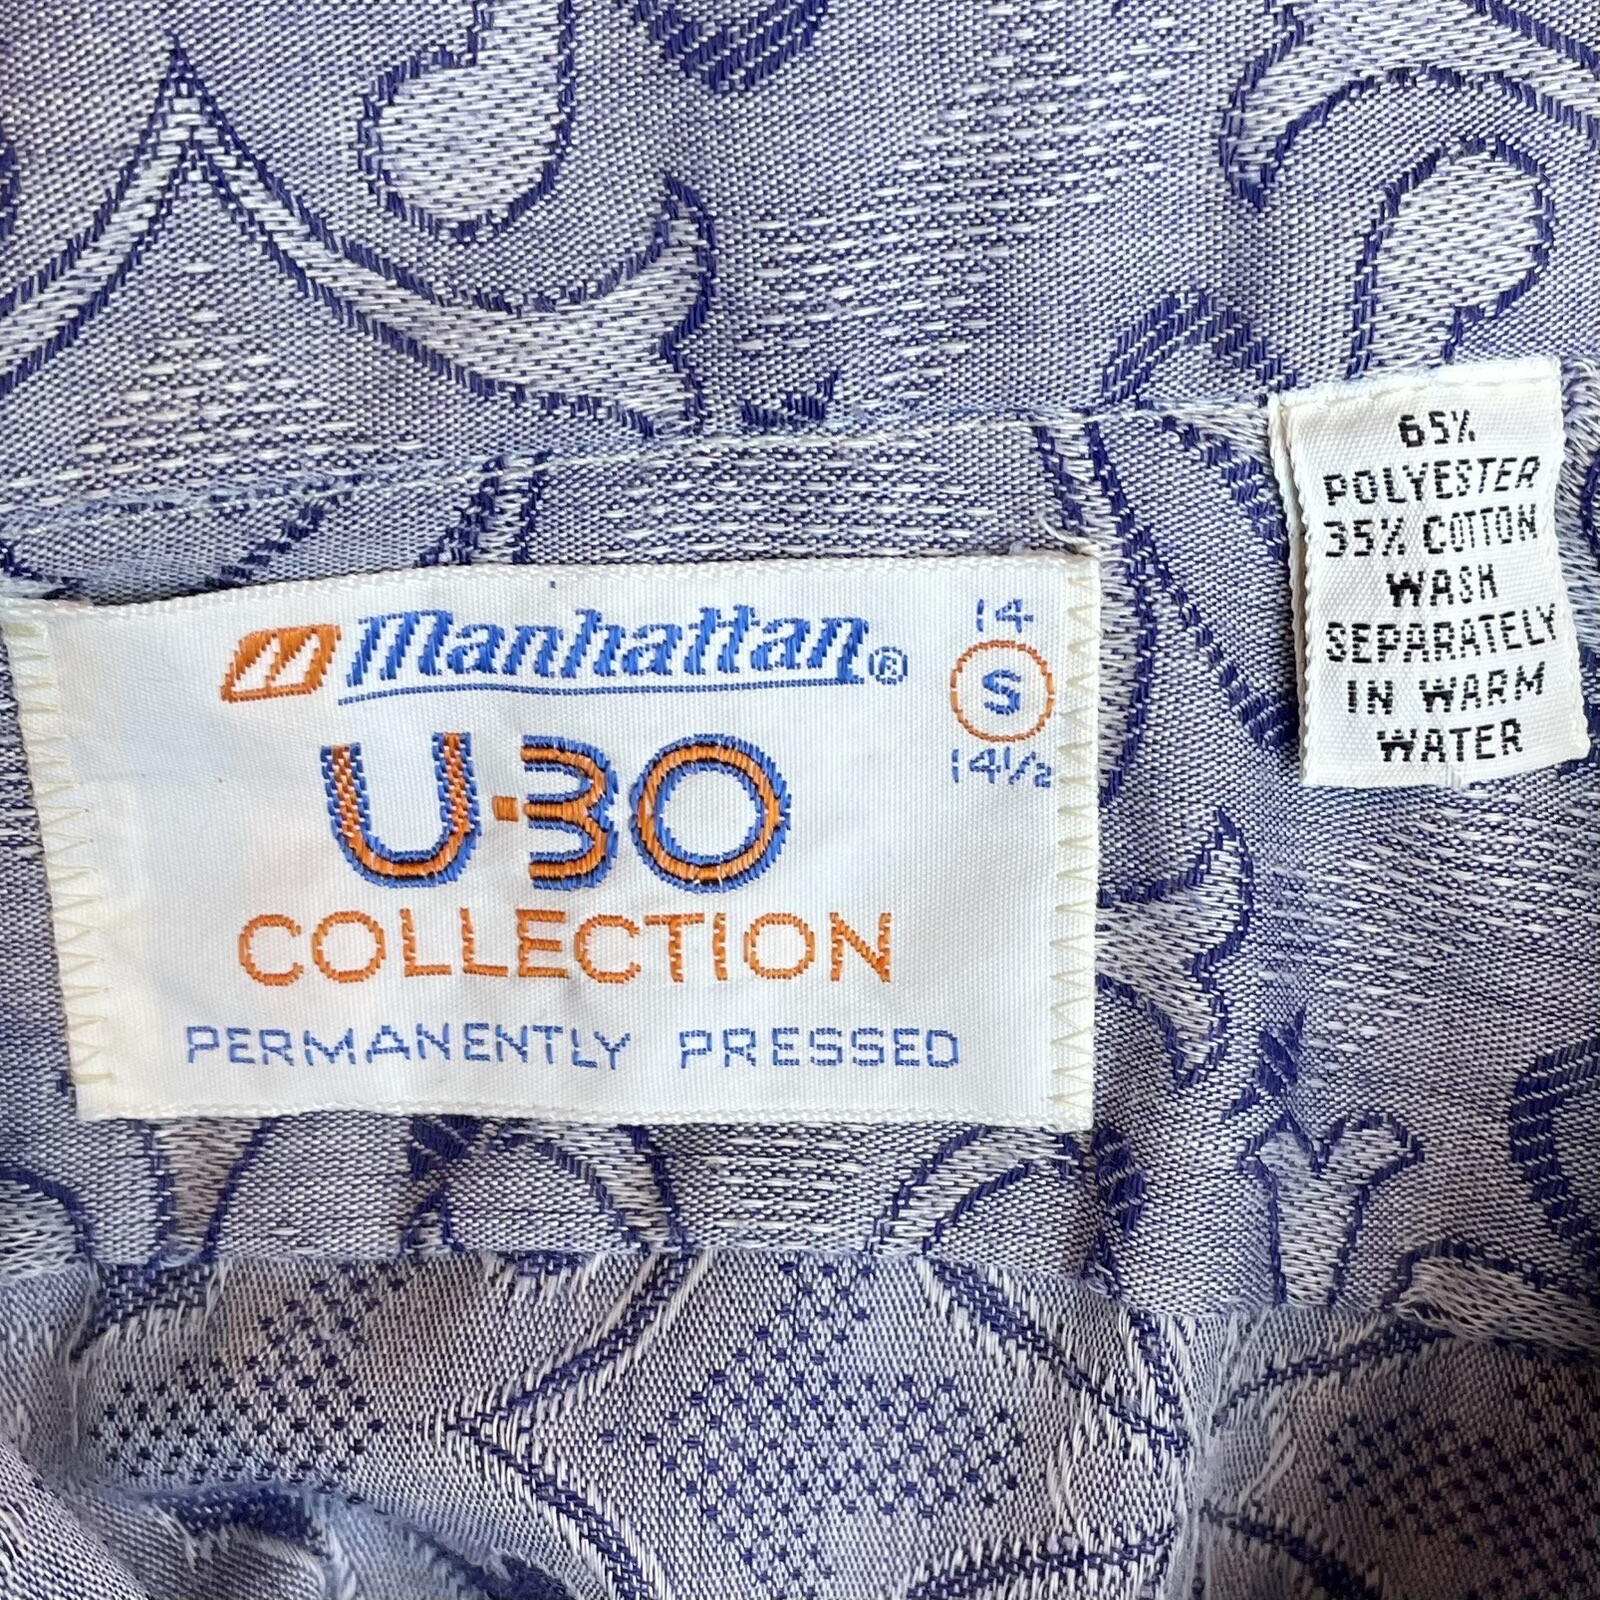 Manhattan®
14
S
14½
U-30
COLLECTION
PERMANENTLY PRESSED
65%
POLYESTER
35% COTTON
WASH
SEPARATELY
IN WARM
WATER